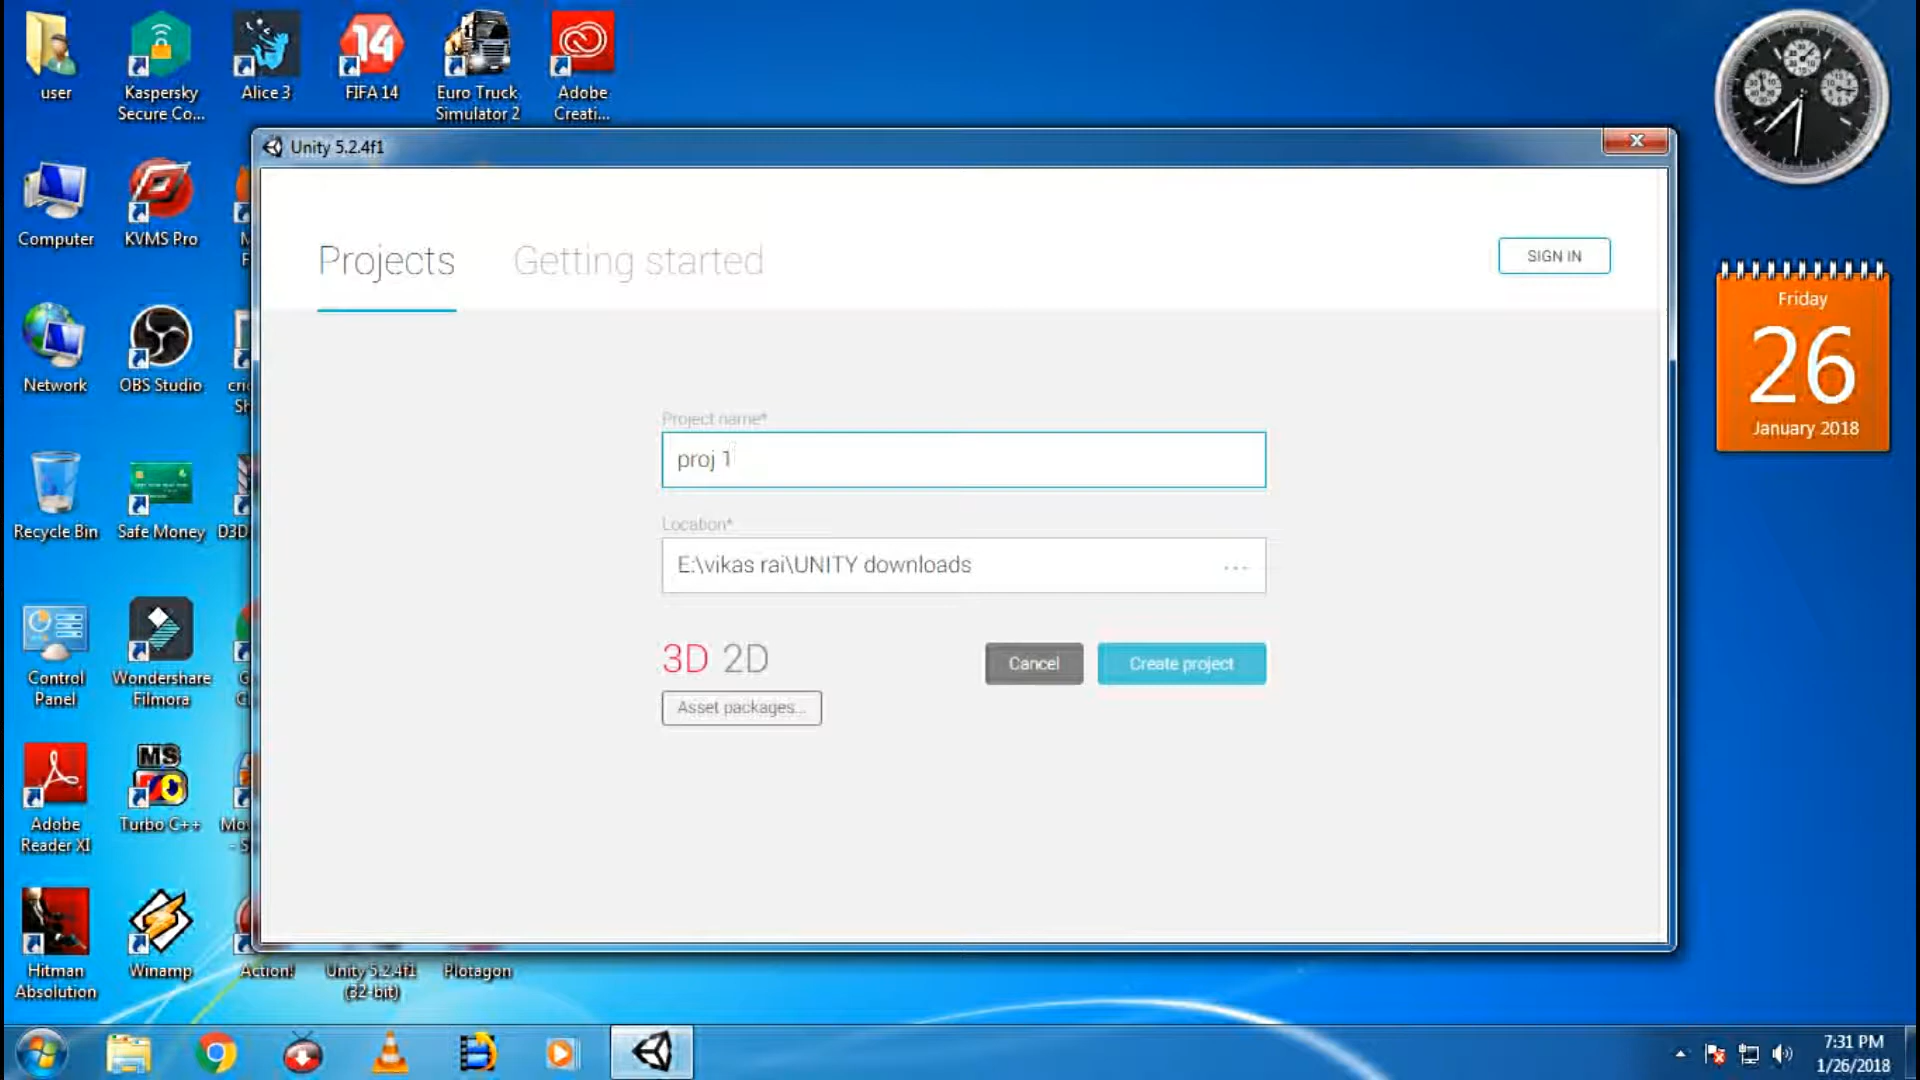 user
Kaspersky
Secure Co...
Alice 3
14
FIFA 14
Euro Truck
Simulator 2
Adobe
Creati...
Unity 5.2.4f1
Computer
KVMS Pro
Projects
Getting started
SIGN IN
Friday
26
January 2018
Network
OBS Studio
Project name*
proj 1
Location*
E:\vikas rai\UNITY downloads
...
Recycle Bin
Safe Money
D3D
3D 2D
Cancel
Create project
Asset packages...
Control
Panel
Wondershare
Filmora
MS
Adobe
Reader XI
Turbo C++
Hitman
Absolution
Winamp
Action!
Unity 5.2.4f1
(32-bit)
Plotagon
7:31 PM
1/26/2018